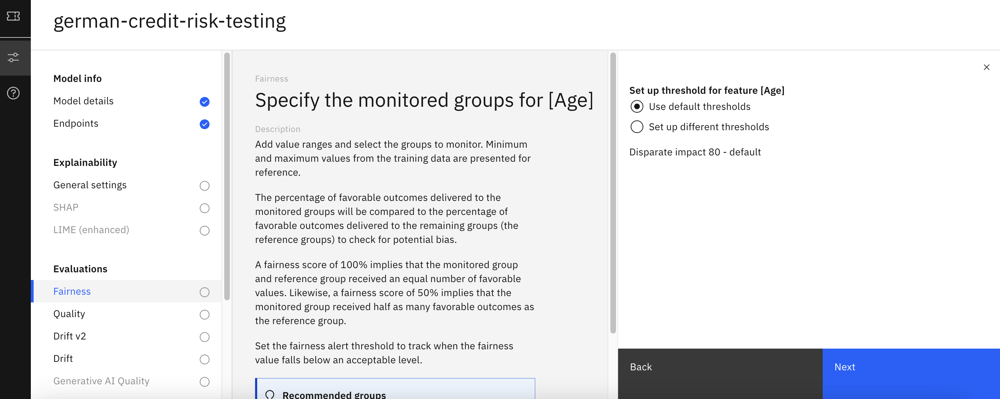 german-credit-risk-testing
Model info
Model details
Endpoints
Explainability
General settings
SHAP
LIME (enhanced)
Evaluations
Fairness
Quality
Drift v2
Drift
Generative AI Quality
Fairness
Specify the monitored groups for [Age]
Description
Add value ranges and select the groups to monitor. Minimum
and maximum values from the training data are presented for
reference.
The percentage of favorable outcomes delivered to the
monitored groups will be compared to the percentage of
favorable outcomes delivered to the remaining groups (the
reference groups) to check for potential bias.
A fairness score of 100% implies that the monitored group
and reference group received an equal number of favorable
values. Likewise, a fairness score of 50% implies that the
monitored group received half as many favorable outcomes as
the reference group.
Set the fairness alert threshold to track when the fairness
value falls below an acceptable level.
Recommended groups
Set up threshold for feature [Age]
Use default thresholds
Set up different thresholds
Disparate impact 80 - default
Back
Next